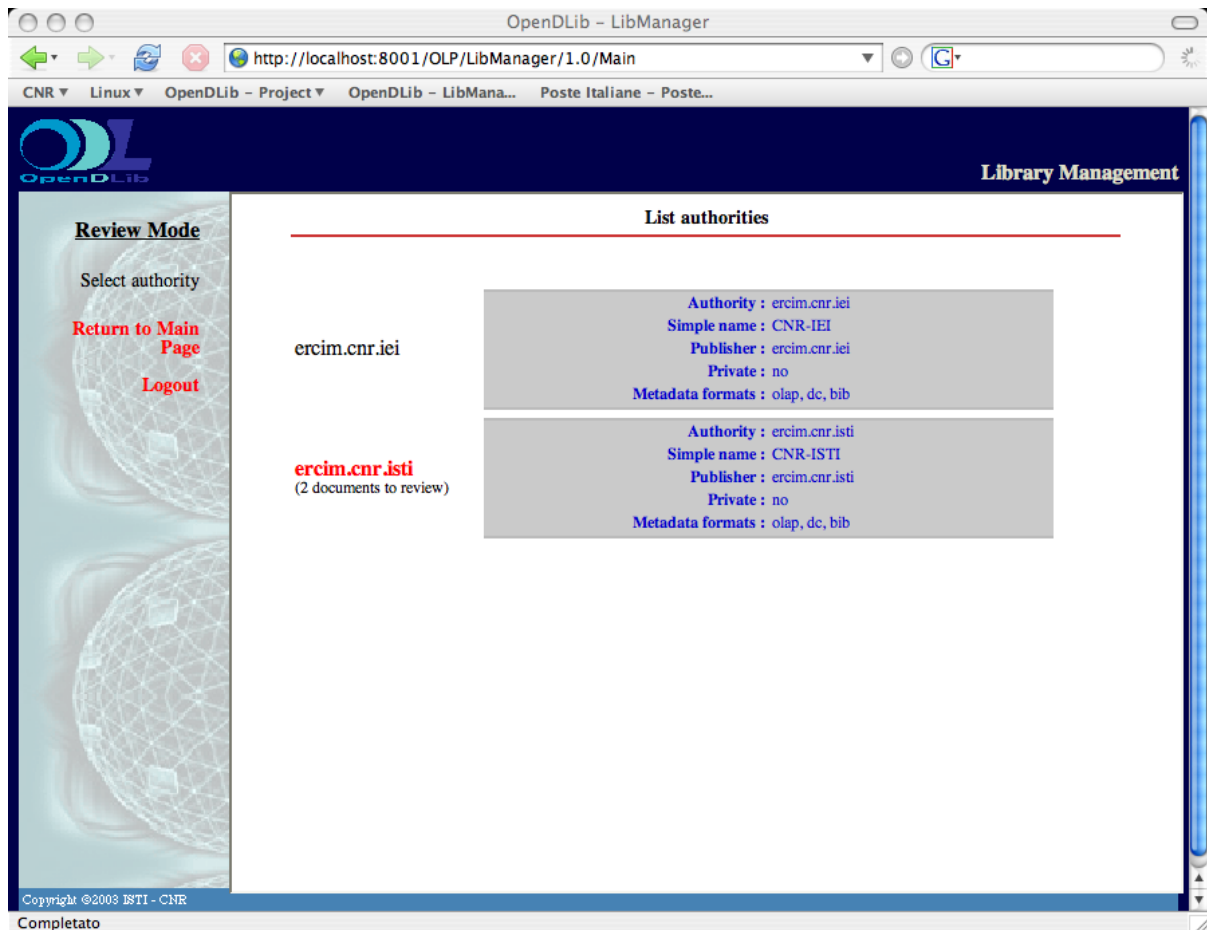 OpenDLib – LibManager
http://localhost:8001/OLP/LibManager/1.0/Main
G
CNR Linux OpenDLib – Project OpenDLib – LibMana... Poste Italiane – Poste...
OpenDLib
Library Management
Review Mode
Select authority
Return to Main
Page
Logout
List authorities
ercim.cnr.iei
Authority : ercim.cnr.iei
Simple name : CNR-IEI
Publisher : ercim.cnr.iei
Private : no
Metadata formats : olap, dc, bib
ercim.cnr.isti
(2 documents to review)
Authority : ercim.cnr.isti
Simple name : CNR-ISTI
Publisher : ercim.cnr.isti
Private : no
Metadata formats : olap, dc, bib
Copyright ©2003 ISTI - CNR
Completato